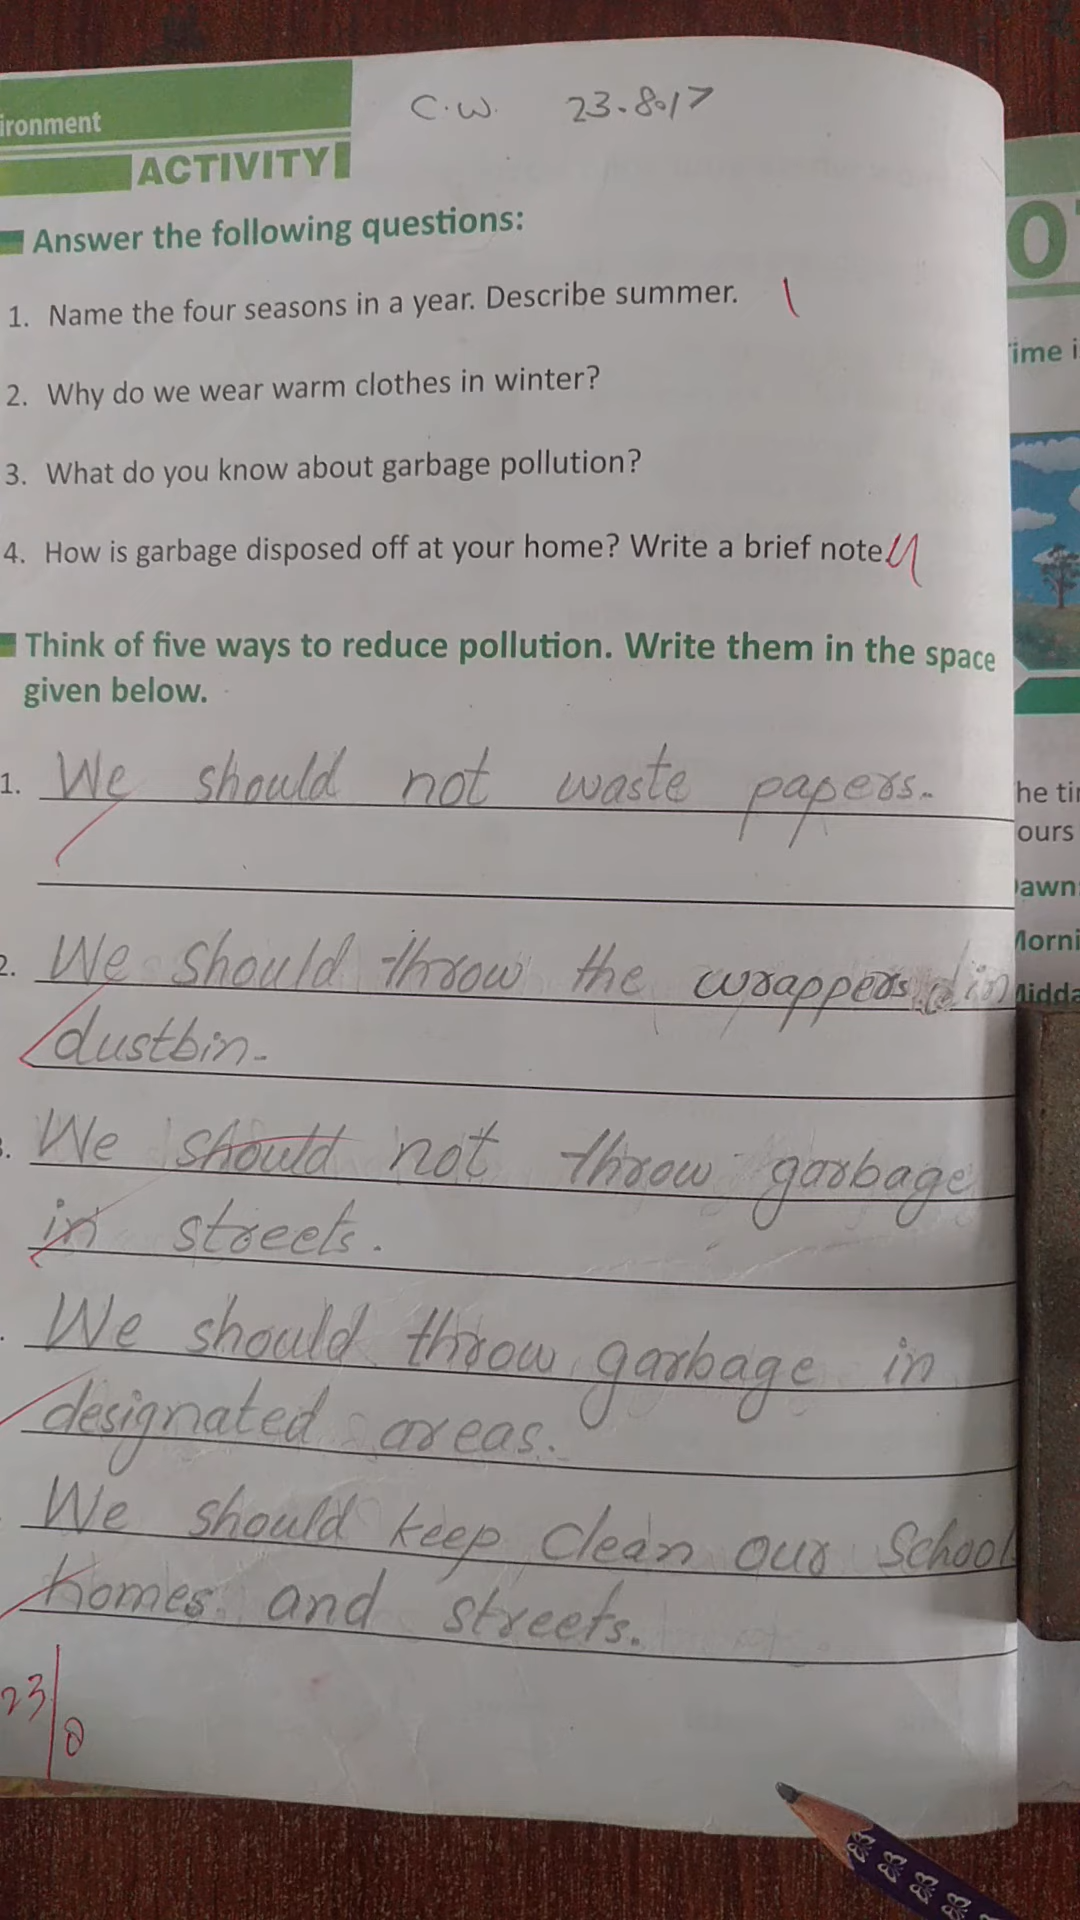 ironment
C.W. 23.8.17
ACTIVITY
Answer the following questions:
1. Name the four seasons in a year. Describe summer.
2. Why do we wear warm clothes in winter?
3. What do you know about garbage pollution?
4. How is garbage disposed off at your home? Write a brief note.
Think of five ways to reduce pollution. Write them in the space
given below.
1. We should not waste papers.
2. We should throw the wrappers in
dustbin.
3. We should not throw garbage
in streets.
. We should throw garbage in
designated areas.
We should keep clean our School
homes and streets.
23/8
O
ime i
he ti
ours
awn:
Morni
Midda